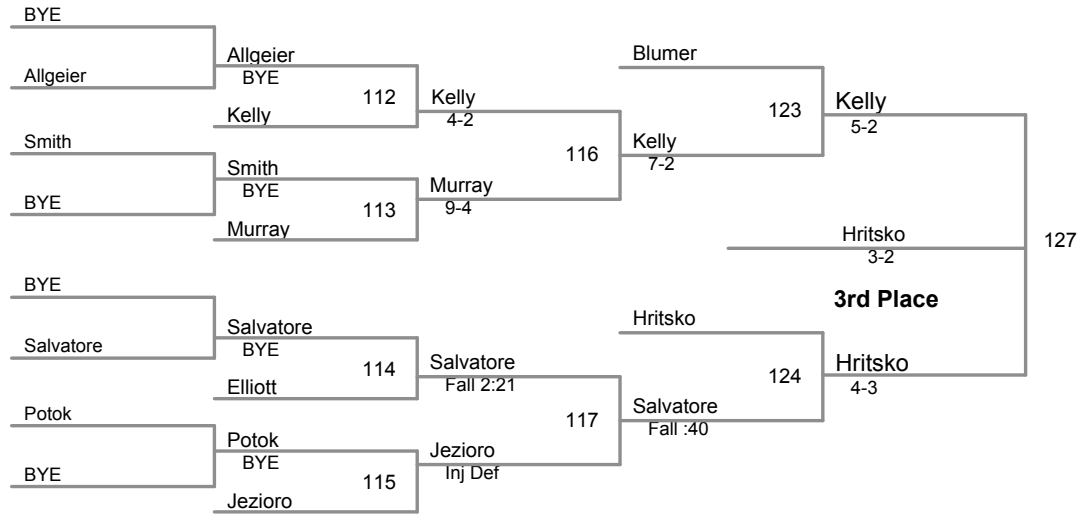 BYE
Allgeier
Smith
BYE
BYE
Salvatore
Potok
BYE
Allgeier
BYE
112
Kelly
Smith
BYE
113
Murray
Salvatore
BYE
114
Elliott
Potok
BYE
115
Jezioro
Kelly
4-2
116
Murray
9-4
Salvatore
Fall 2:21
117
Jezioro
Inj Def
Blumer
123
Kelly
7-2
Hritsko
124
Salvatore
Fall :40
Kelly
5-2
Hritsko
3-2
127
3rd Place
Hritsko
4-3